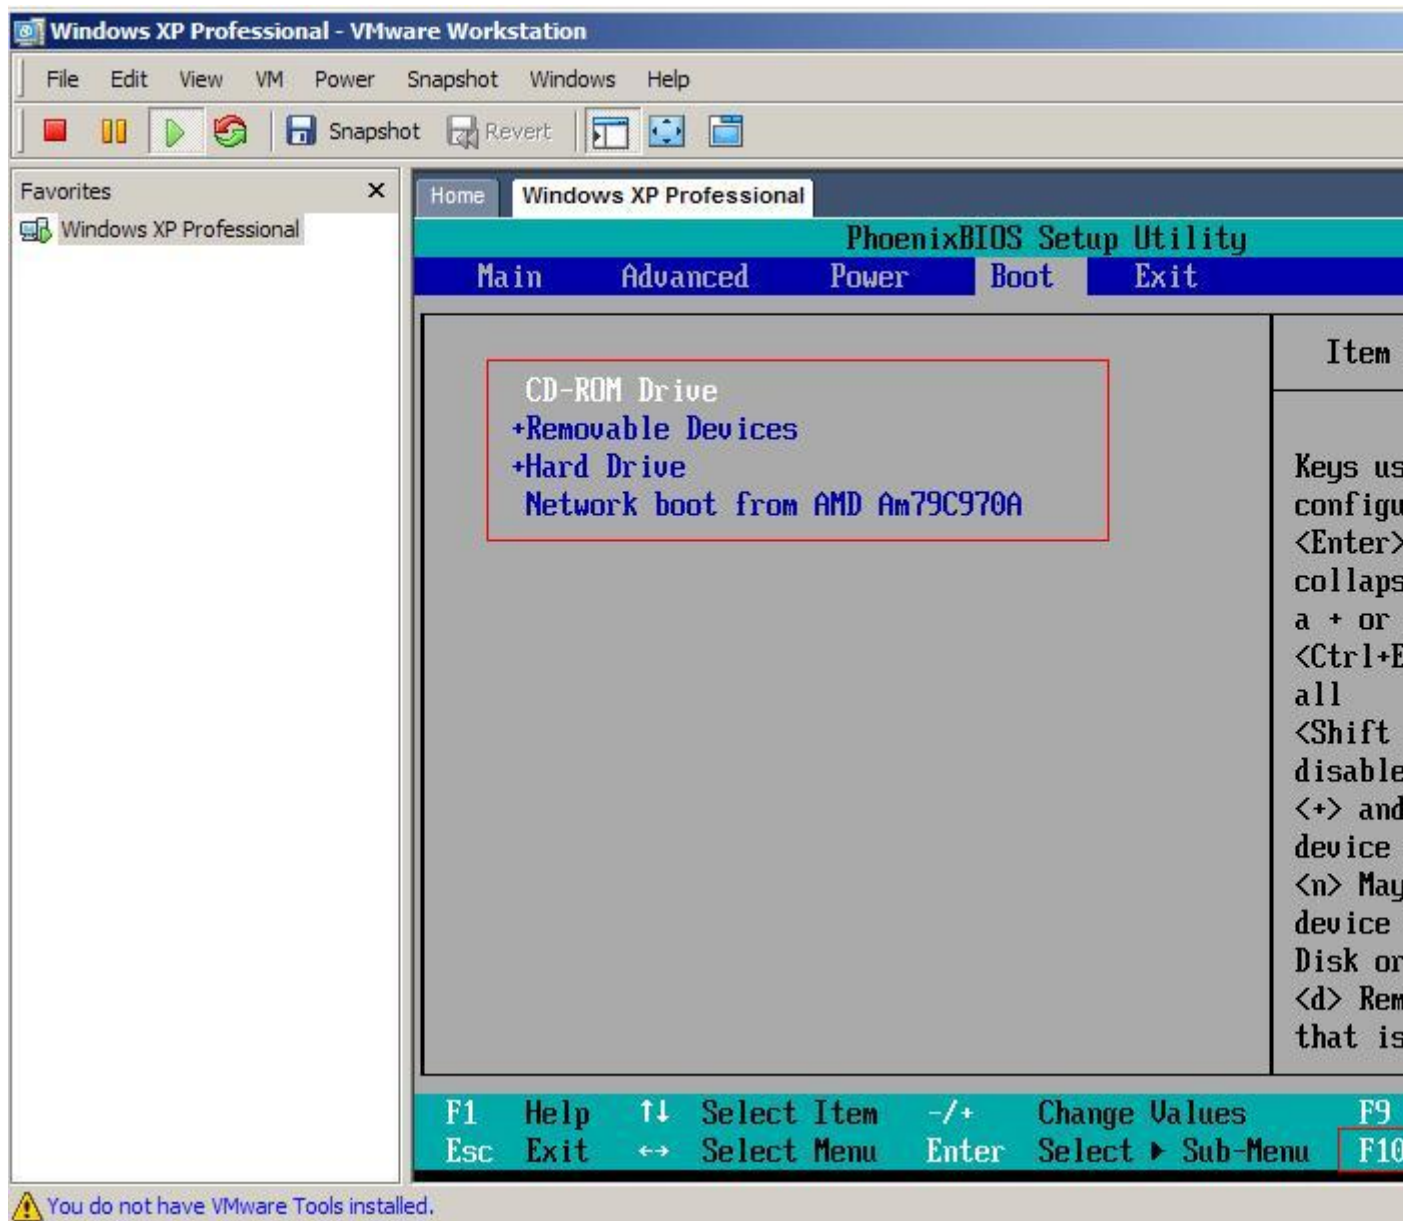 Windows XP Professional - VMware Workstation
File Edit View VM Power Snapshot Windows Help
Snapshot Revert
Favorites
Windows XP Professional
Home Windows XP Professional
PhoenixBIOS Setup Utility
Main Advanced Power Boot Exit
CD-ROM Drive
+Removable Devices
+Hard Drive
Network boot from AMD Am79C970A
Item
Keys us
configu
<Enter>
collaps
a + or
<Ctrl+E
all
<Shift
disable
<+> and
device
<n> May
device
Disk or
<d> Rem
that is
F1 Help ↑↓ Select Item -/+ Change Values F9
Esc Exit ↔ Select Menu Enter Select ▶ Sub-Menu F10
You do not have VMware Tools installed.